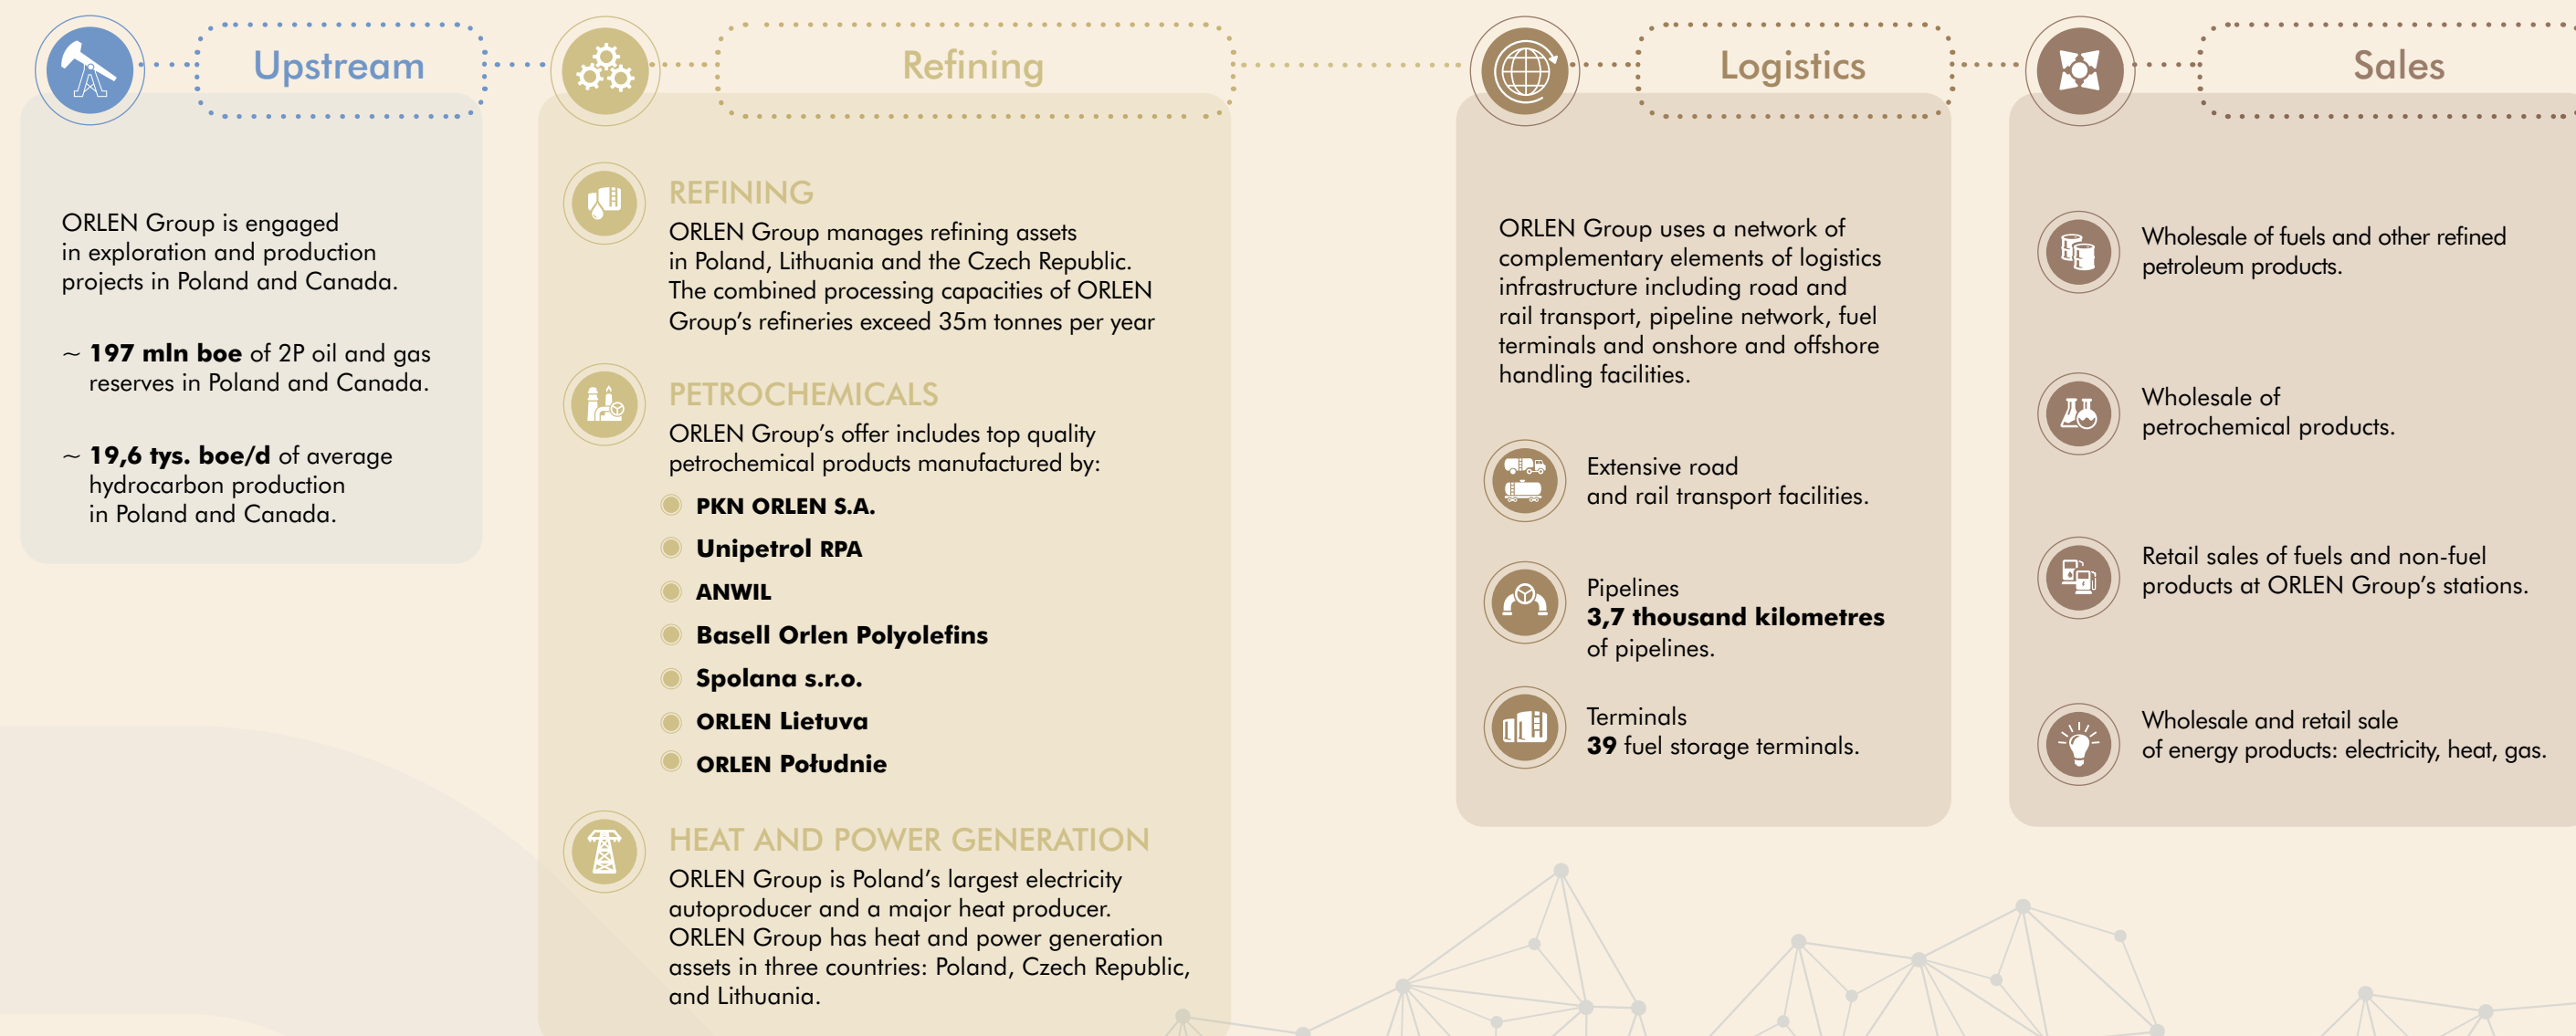 Upstream
ORLEN Group is engaged
in exploration and production
projects in Poland and Canada.
~ 197 mln boe of 2P oil and gas
reserves in Poland and Canada.
~ 19,6 tys. boe/d of average
hydrocarbon production
in Poland and Canada.
Refining
REFINING
ORLEN Group manages refining assets
in Poland, Lithuania and the Czech Republic.
The combined processing capacities of ORLEN
Group's refineries exceed 35m tonnes per year
PETROCHEMICALS
ORLEN Group's offer includes top quality
petrochemical products manufactured by:
PKN ORLEN S.A.
Unipetrol RPA
ANWIL
Basell Orlen Polyolefins
Spolana s.r.o.
ORLEN Lietuva
ORLEN Południe
HEAT AND POWER GENERATION
ORLEN Group is Poland's largest electricity
autoproducer and a major heat producer.
ORLEN Group has heat and power generation
assets in three countries: Poland, Czech Republic,
and Lithuania.
Logistics
ORLEN Group uses a network of
complementary elements of logistics
infrastructure including road and
rail transport, pipeline network, fuel
terminals and onshore and offshore
handling facilities.
Extensive road
and rail transport facilities.
Pipelines
3,7 thousand kilometres
of pipelines.
Terminals
39 fuel storage terminals.
Sales
Wholesale of fuels and other refined
petroleum products.
Wholesale of
petrochemical products.
Retail sales of fuels and non-fuel
products at ORLEN Group's stations.
Wholesale and retail sale
of energy products: electricity, heat, gas.